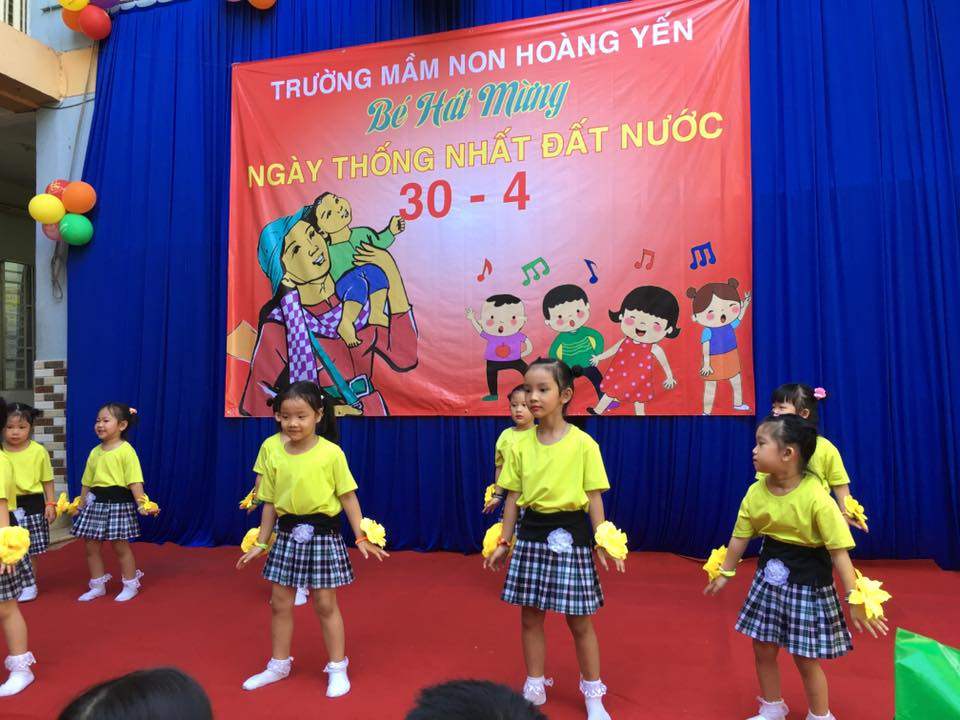 TRƯỜNG MẦM NON HOÀNG YẾN
Bé Hát Mừng
NGÀY THỐNG NHẤT ĐẤT NƯỚC
30 - 4